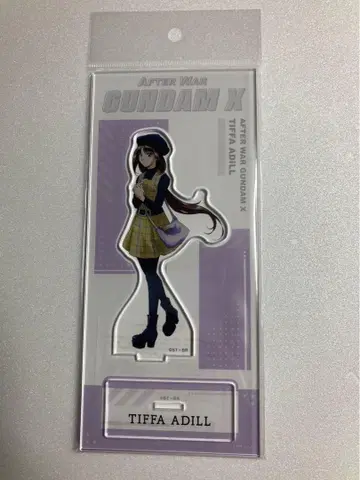 AFTER WAR
GUNDAM X
AFTER WAR GUNDAM X
TIFFA ADILL
TIFFA ADILL